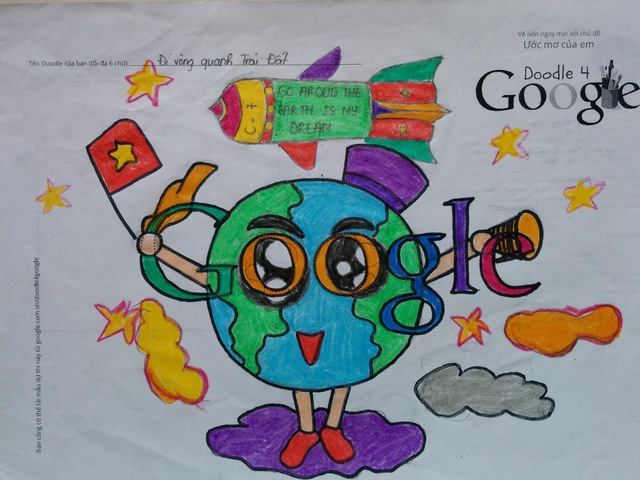 Vẽ nên ngày mai với chủ đề
Ước mơ của em
Tên Doodle của bạn (tối đa 6 chữ): Đi vòng quanh Trái Đất
Doodle 4
Google
C-7
GO AROUD THE
EARTH IS MY
DREAM
Google
Bạn cũng có thể tải mẫu dự thi này từ google.com.vn/doodle4google